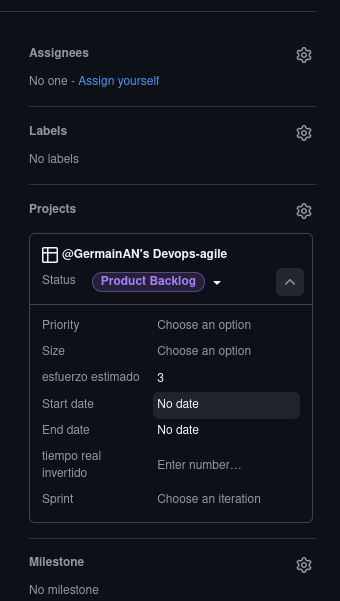 Assignees
No one - Assign yourself
Labels
No labels
Projects
@GermainAN's Devops-agile
Status Product Backlog
Priority Choose an option
Size Choose an option
esfuerzo estimado 3
Start date No date
End date No date
tiempo real
invertido Enter number…
Sprint Choose an iteration
Milestone
No milestone